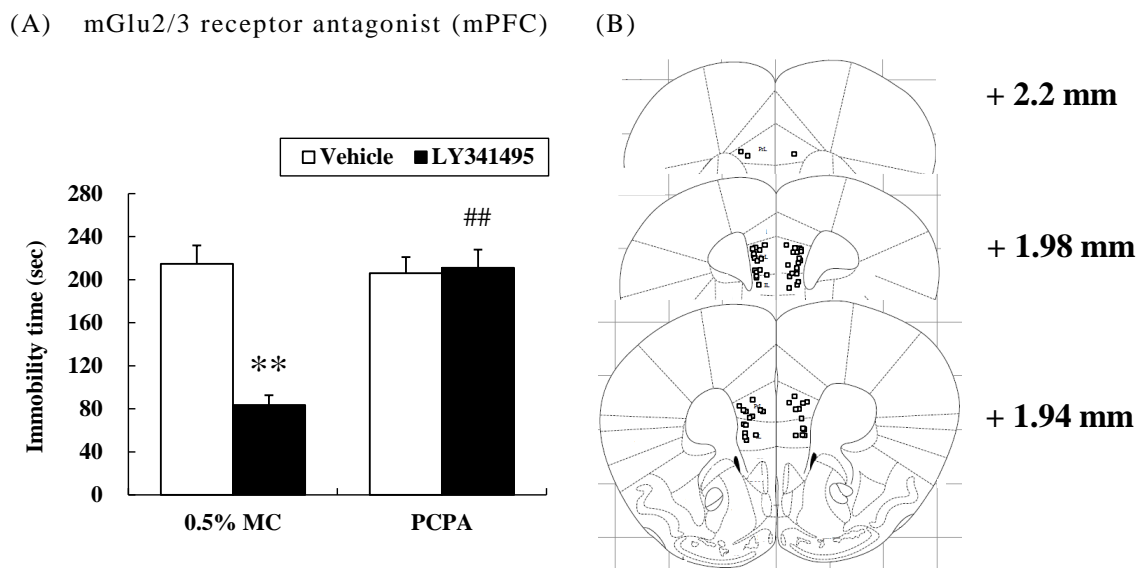 (A) mGlu2/3 receptor antagonist (mPFC)
(B)
Vehicle LY341495
280
240
200
160
120
80
40
0
Immobility time (sec)
**
##
0.5% MC PCPA
PrL
+ 2.2 mm
+ 1.98 mm
+ 1.94 mm